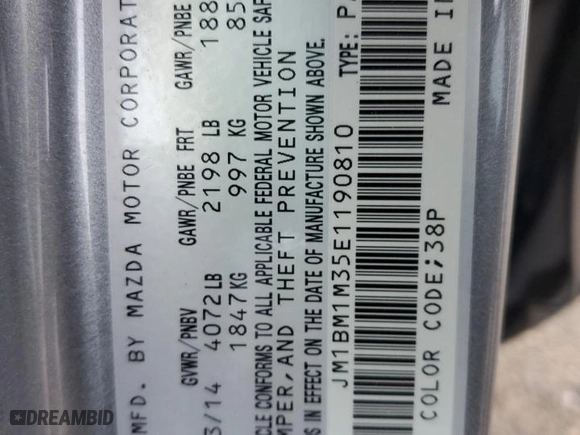 MFD. BY MAZDA MOTOR CORPORAT
GVWR/PNBV GAWR/PNBE FRT GAWR/PNBE
3/14 4072LB 2198 LB 188
1847KG 997 KG 85
CLE CONFORMS TO ALL APPLICABLE FEDERAL MOTOR VEHICLE SAF
MPER, AND THEFT PREVENTION
S IN EFFECT ON THE DATE OF MANUFACTURE SHOWN ABOVE.
JM1BM1M35E1190810 TYPE: P
COLOR CODE;38P MADE I
DREAMBID